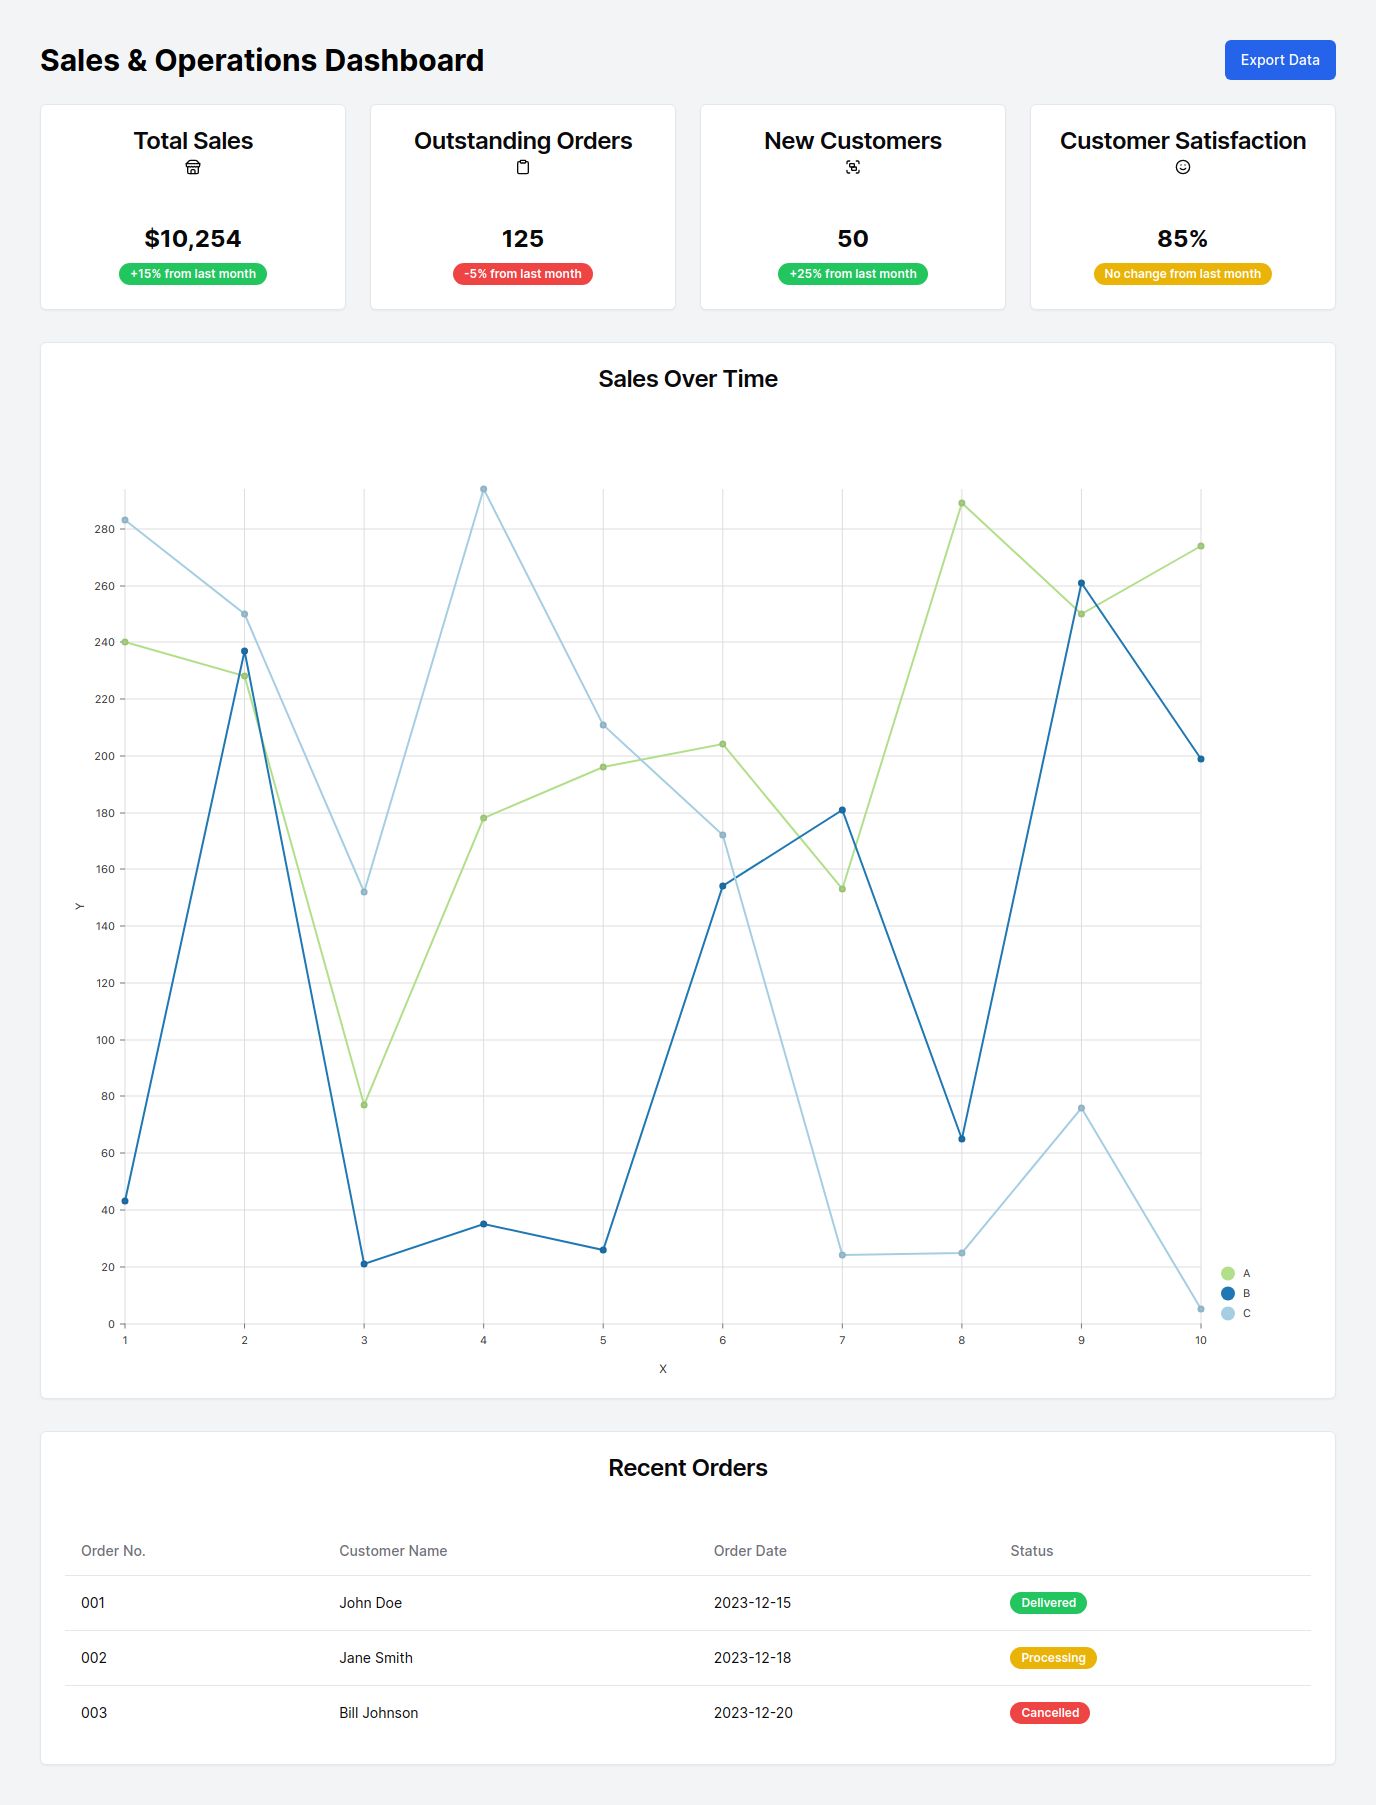 Sales & Operations Dashboard
Export Data
Total Sales
$10,254
+15% from last month
Outstanding Orders
125
-5% from last month
New Customers
50
+25% from last month
Customer Satisfaction
85%
No change from last month
Sales Over Time
280
260
240
220
200
180
160
140
120
100
80
60
40
20
0
Y
1 2 3 4 5 6 7 8 9 10
X
A
B
C
Recent Orders
Order No. Customer Name Order Date Status
001 John Doe 2023-12-15 Delivered
002 Jane Smith 2023-12-18 Processing
003 Bill Johnson 2023-12-20 Cancelled